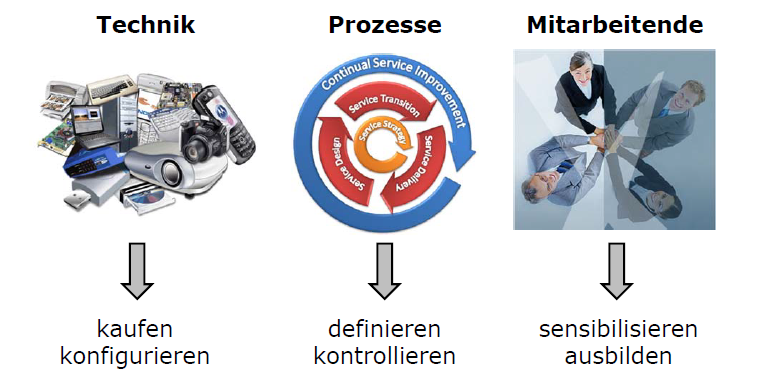 Technik
Prozesse
Mitarbeitende
Continual Service Improvement
Service Transition
Service Strategy
Service Design
Service Delivery
kaufen
konfigurieren
definieren
kontrollieren
sensibilisieren
ausbilden